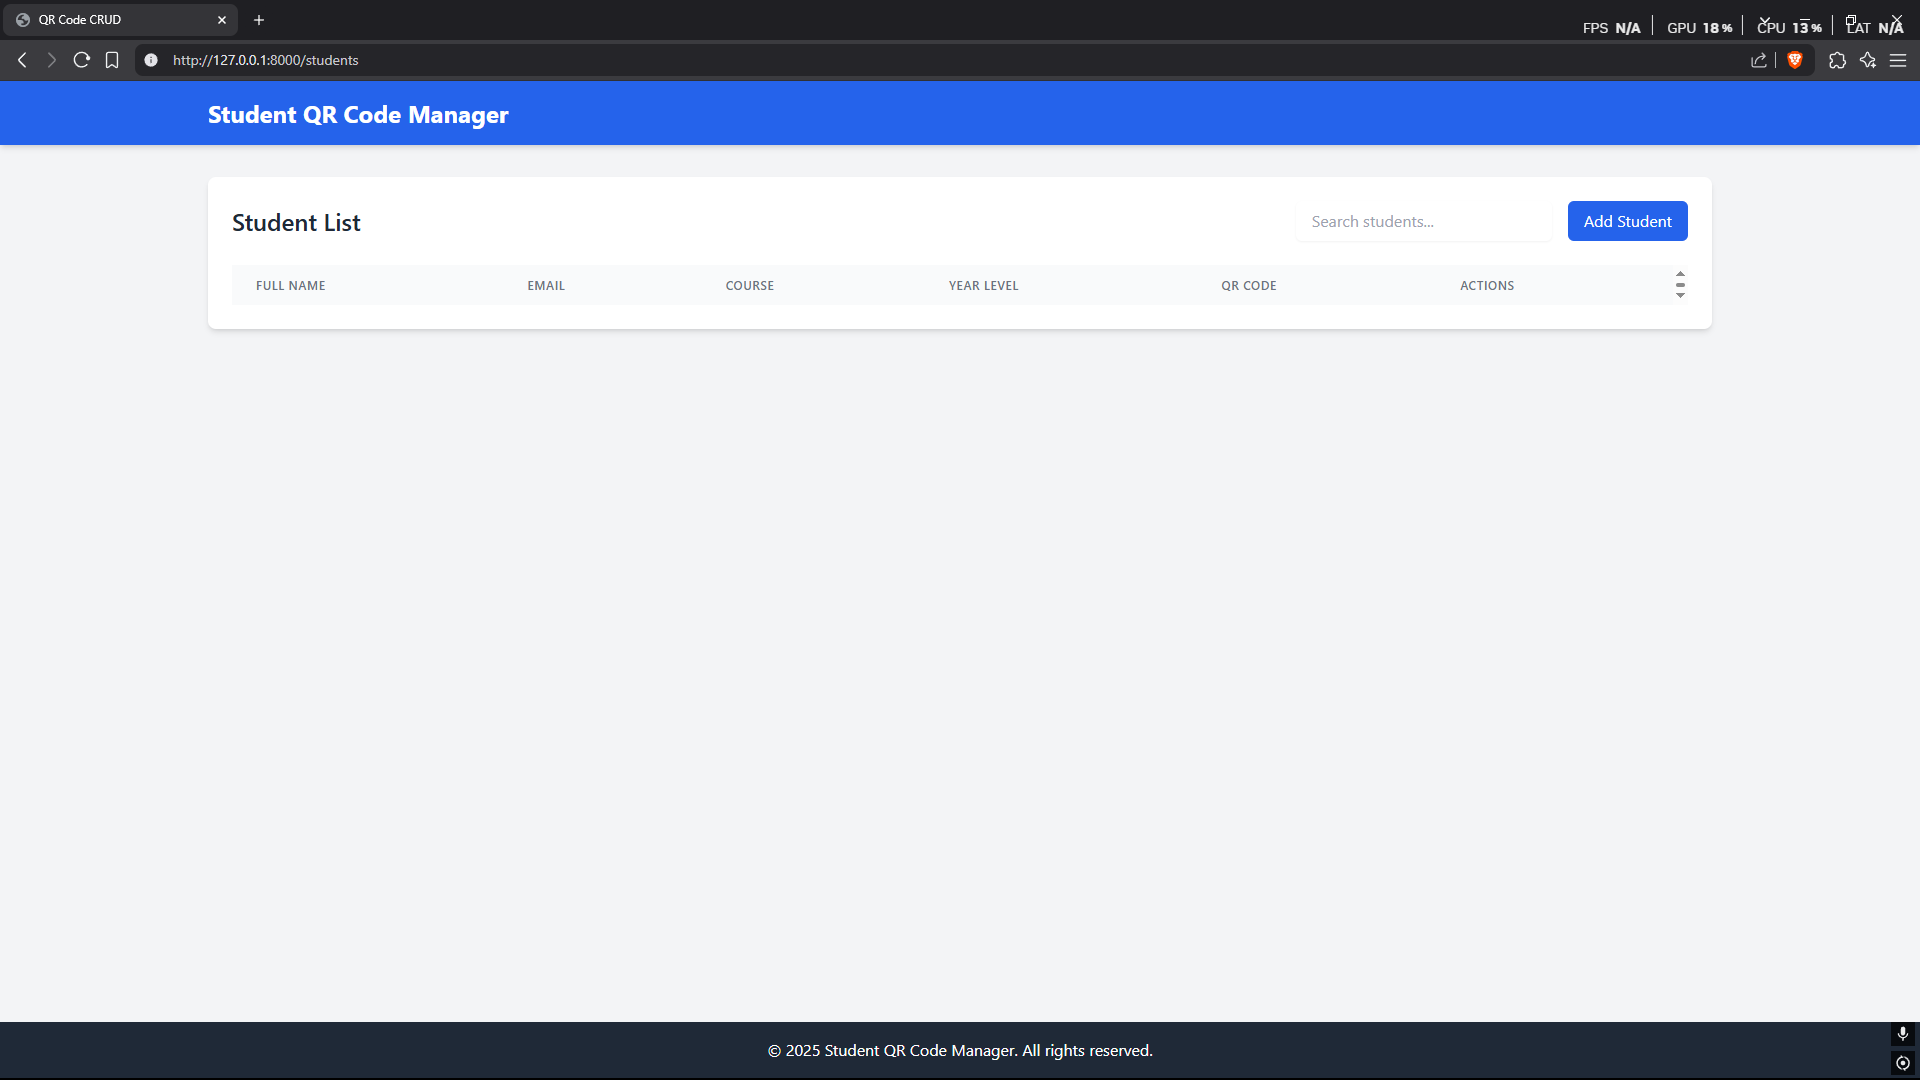 QR Code CRUD
FPS N/A GPU 18% CPU 13% LAT N/A
http://127.0.0.1:8000/students
Student QR Code Manager
Student List
Search students...
Add Student
FULL NAME EMAIL COURSE YEAR LEVEL QR CODE ACTIONS
© 2025 Student QR Code Manager. All rights reserved.